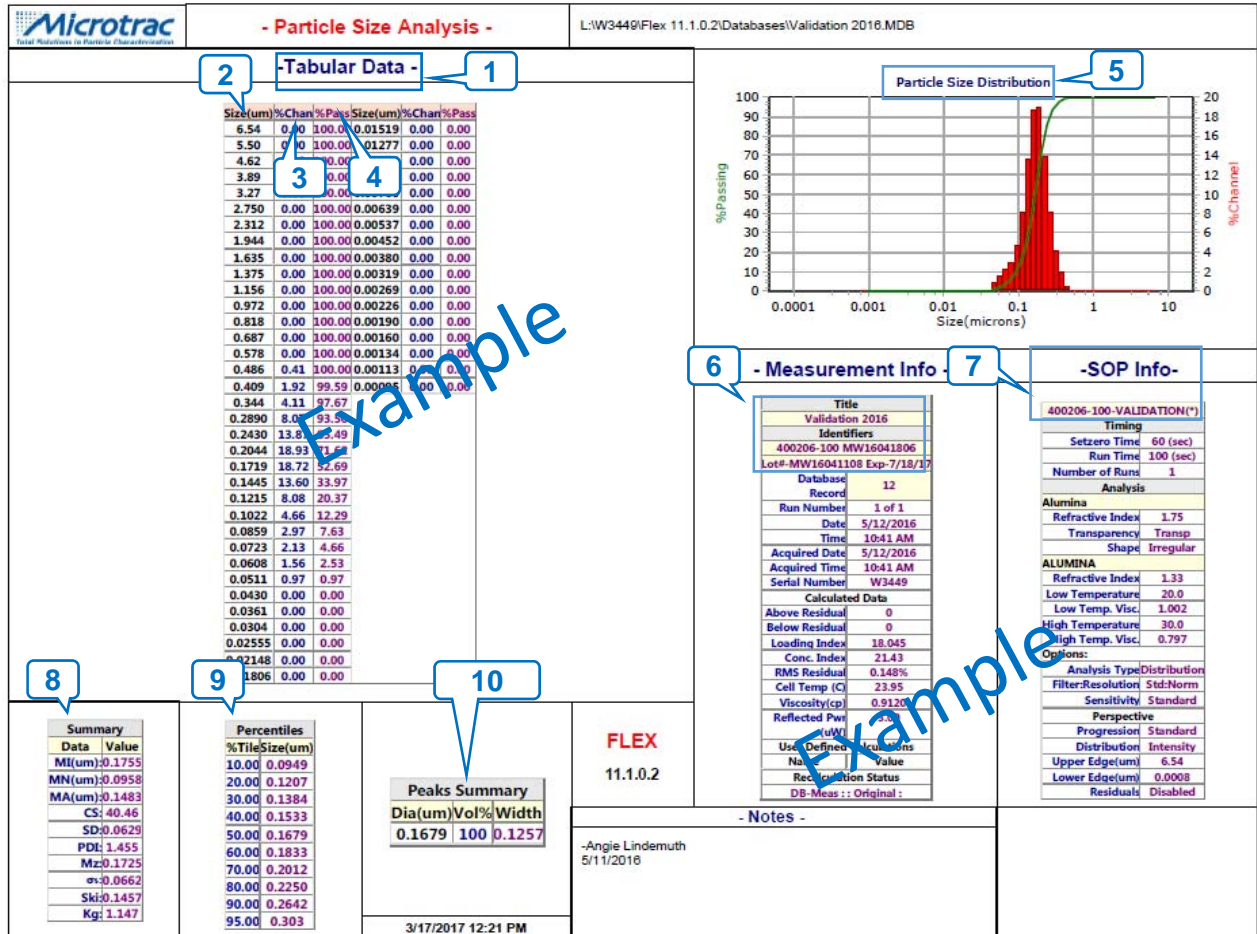 Microtrac
Total Solutions in Particle Characterization
- Particle Size Analysis -
L:\W3449\Flex 11.1.0.2\Databases\Validation 2016.MDB
-Tabular Data -
1
2
3
4
Size(um) %Chan %Pass Size(um) %Chan %Pass
6.54 100.00 0.01519 0.00 0.00
5.50 100.00 0.00 0.00
4.62 0.00 0.00
3.89 0.00 0.00
3.27 0.00 0.00
2.750 0.00 100.00 0.00639 0.00 0.00
2.312 0.00 100.00 0.00537 0.00 0.00
1.944 0.00 100.00 0.00452 0.00 0.00
1.635 0.00 100.00 0.00380 0.00 0.00
1.375 0.00 100.00 0.00319 0.00 0.00
1.156 0.00 100.00 0.00269 0.00 0.00
0.972 0.00 100.00 0.00226 0.00 0.00
0.818 0.00 100.00 0.00190 0.00 0.00
0.687 0.00 100.00 0.00160 0.00 0.00
0.578 0.00 100.00 0.00134 0.00 0.00
0.486 0.41 100.00 0.00113 0.00
0.409 1.92 99.59 0.00 0.00
0.344 4.11 97.67
0.2890
0.2430
0.2044 18.93
0.1719 18.72 52.69
0.1445 13.60 33.97
0.1215 8.08 20.37
0.1022 4.66 12.29
0.0859 2.97 7.63
0.0723 2.13 4.66
0.0608 1.56 2.53
0.0511 0.97 0.97
0.0430 0.00 0.00
0.0361 0.00 0.00
0.0304 0.00 0.00
0.02555 0.00 0.00
0.00 0.00
0.00 0.00
Example
5
Particle Size Distribution
100
90
80
70
60
50
40
30
20
10
0
%Passing
20
18
16
14
12
10
8
6
4
2
0
%Channel
0.0001 0.001 0.01 0.1 1 10
Size(microns)
6
- Measurement Info -
Title
Validation 2016
Identifiers
400206-100 MW16041806
Lot#-MW16041108 Exp-7/18/17
Database Record 12
Run Number 1 of 1
Date 5/12/2016
Time 10:41 AM
Acquired Date 5/12/2016
Acquired Time 10:41 AM
Serial Number W3449
Calculated Data
Above Residual 0
Below Residual 0
Loading Index 18.045
Conc. Index 21.43
RMS Residual 0.148%
Cell Temp (C) 23.95
Viscosity(cp) 0.9120
Reflected Pwr (uW)
User Defined Calculations
Name Value
Recalculation Status
DB-Meas : : Original :
7
-SOP Info-
400206-100-VALIDATION(*)
Timing
Setzero Time 60 (sec)
Run Time 100 (sec)
Number of Runs 1
Analysis
Alumina
Refractive Index 1.75
Transparency Transp
Shape Irregular
ALUMINA
Refractive Index 1.33
Low Temperature 20.0
Low Temp. Visc. 1.002
High Temperature 30.0
High Temp. Visc. 0.797
Options:
Analysis Type Distribution
Filter:Resolution Std:Norm
Sensitivity Standard
Perspective
Progression Standard
Distribution Intensity
Upper Edge(um) 6.54
Lower Edge(um) 0.0008
Residuals Disabled
Example
8
Summary
Data Value
MI(um): 0.1755
MN(um): 0.0958
MA(um): 0.1483
CS: 40.46
SD: 0.0629
PDI: 1.455
Mz: 0.1725
σı: 0.0662
Ski: 0.1457
Kg: 1.147
9
Percentiles
%Tile Size(um)
10.00 0.0949
20.00 0.1207
30.00 0.1384
40.00 0.1533
50.00 0.1679
60.00 0.1833
70.00 0.2012
80.00 0.2250
90.00 0.2642
95.00 0.303
10
Peaks Summary
Dia(um) Vol% Width
0.1679 100 0.1257
3/17/2017 12:21 PM
FLEX
11.1.0.2
- Notes -
-Angie Lindemuth
5/11/2016